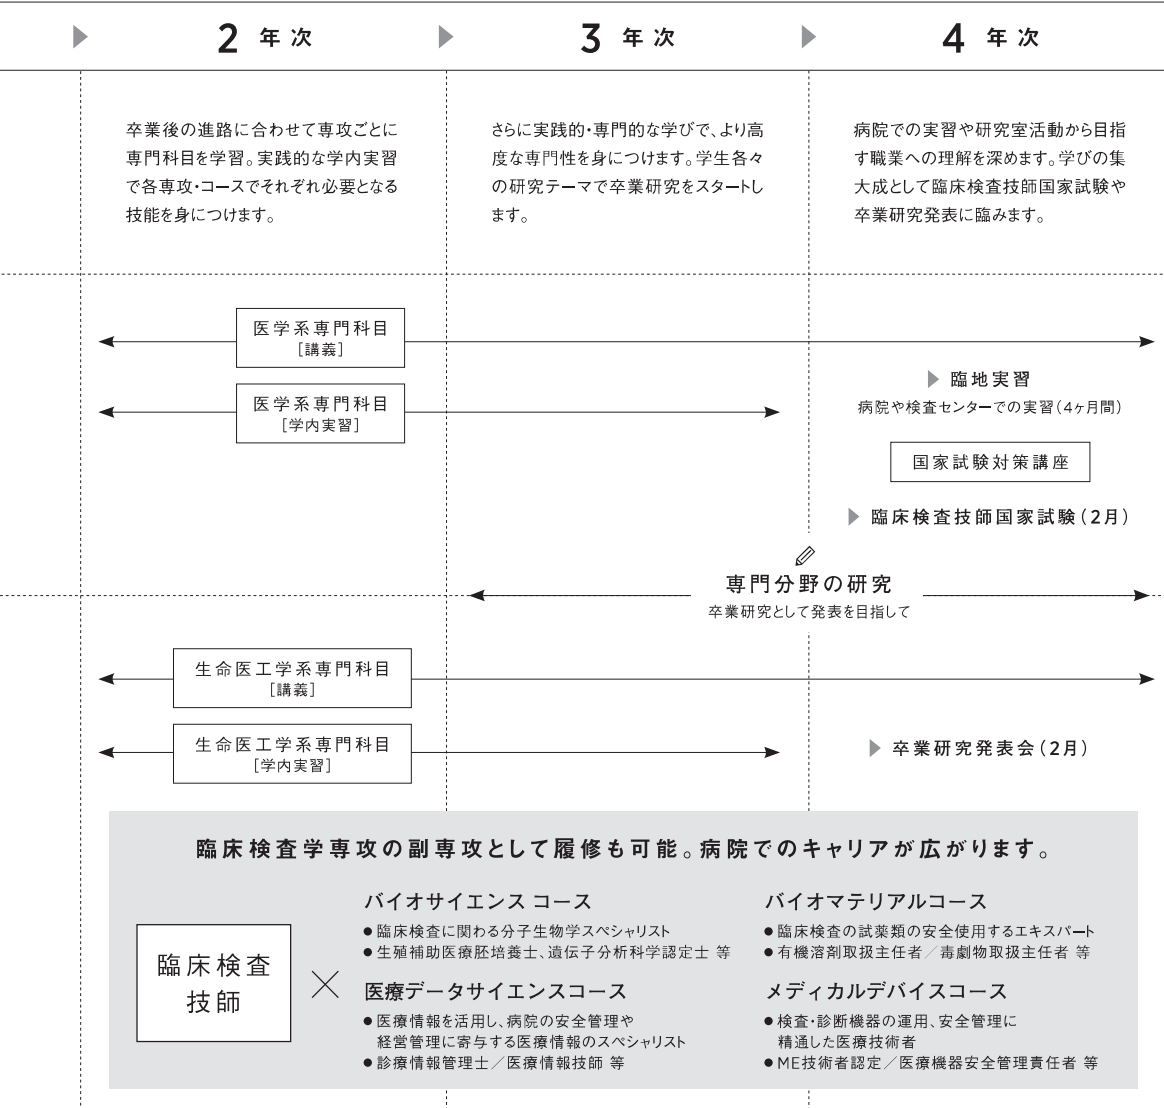 2 年次
3 年次
4 年次
卒業後の進路に合わせて専攻ごとに
専門科目を学習。実践的な学内実習
で各専攻・コースでそれぞれ必要となる
技能を身につけます。
さらに実践的・専門的な学びで、より高
度な専門性を身につけます。学生各々
の研究テーマで卒業研究をスタートし
ます。
病院での実習や研究室活動から目指
す職業への理解を深めます。学びの集
大成として臨床検査技師国家試験や
卒業研究発表に臨みます。
医学系専門科目
[講義]
医学系専門科目
[学内実習]
臨地実習
病院や検査センターでの実習(4ヶ月間)
国家試験対策講座
臨床検査技師国家試験(2月)
専門分野の研究
卒業研究として発表を目指して
生命医工学系専門科目
[講義]
生命医工学系専門科目
[学内実習]
卒業研究発表会(2月)
臨床検査学専攻の副専攻として履修も可能。病院でのキャリアが広がります。
臨床検査
技師
×
バイオサイエンス コース
●臨床検査に関わる分子生物学スペシャリスト
●生殖補助医療胚培養士、遺伝子分析科学認定士 等
医療データサイエンスコース
●医療情報を活用し、病院の安全管理や
経営管理に寄与する医療情報のスペシャリスト
●診療情報管理士／医療情報技師 等
バイオマテリアルコース
●臨床検査の試薬類の安全使用するエキスパート
●有機溶剤取扱主任者／毒劇物取扱主任者 等
メディカルデバイスコース
●検査・診断機器の運用、安全管理に
精通した医療技術者
●ME技術者認定／医療機器安全管理責任者 等